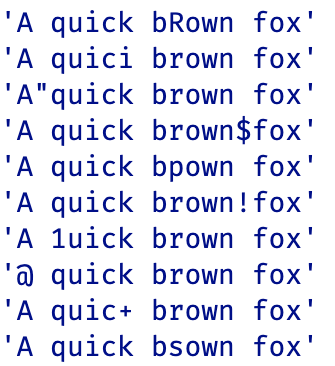 'A quick bRown fox'
'A quici brown fox'
'A"quick brown fox'
'A quick brown$fox'
'A quick bpown fox'
'A quick brown!fox'
'A 1uick brown fox'
'@ quick brown fox'
'A quic+ brown fox'
'A quick bsown fox'